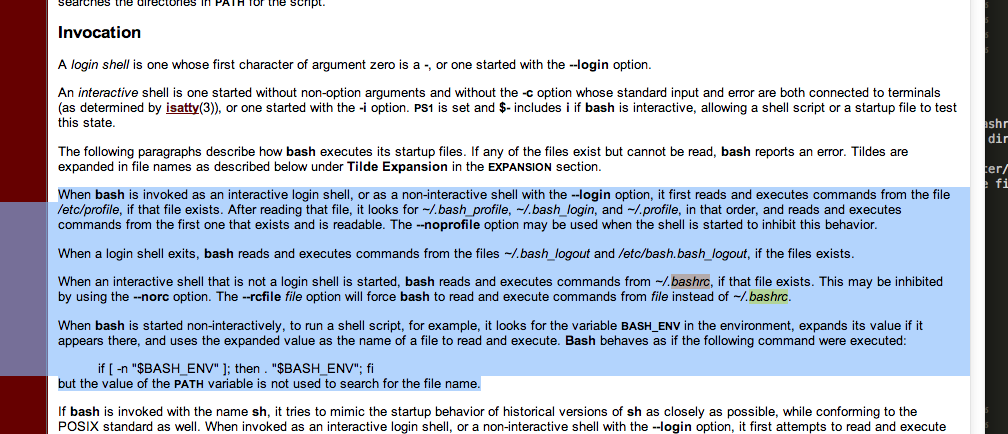 searches the directories in PATH for the script.
Invocation
A login shell is one whose first character of argument zero is a -, or one started with the --login option.
An interactive shell is one started without non-option arguments and without the -c option whose standard input and error are both connected to terminals
(as determined by isatty(3)), or one started with the -i option. PS1 is set and $- includes i if bash is interactive, allowing a shell script or a startup file to test
this state.
The following paragraphs describe how bash executes its startup files. If any of the files exist but cannot be read, bash reports an error. Tildes are
expanded in file names as described below under Tilde Expansion in the EXPANSION section.
When bash is invoked as an interactive login shell, or as a non-interactive shell with the --login option, it first reads and executes commands from the file
/etc/profile, if that file exists. After reading that file, it looks for ~/.bash_profile, ~/.bash_login, and ~/.profile, in that order, and reads and executes
commands from the first one that exists and is readable. The --noprofile option may be used when the shell is started to inhibit this behavior.
When a login shell exits, bash reads and executes commands from the files ~/.bash_logout and /etc/bash.bash_logout, if the files exists.
When an interactive shell that is not a login shell is started, bash reads and executes commands from ~/.bashrc, if that file exists. This may be inhibited
by using the --norc option. The --rcfile file option will force bash to read and execute commands from file instead of ~/.bashrc.
When bash is started non-interactively, to run a shell script, for example, it looks for the variable BASH_ENV in the environment, expands its value if it
appears there, and uses the expanded value as the name of a file to read and execute. Bash behaves as if the following command were executed:
if [ -n "$BASH_ENV" ]; then . "$BASH_ENV"; fi
but the value of the PATH variable is not used to search for the file name.
If bash is invoked with the name sh, it tries to mimic the startup behavior of historical versions of sh as closely as possible, while conforming to the
POSIX standard as well. When invoked as an interactive login shell, or a non-interactive shell with the --login option, it first attempts to read and execute
ashr
dir
ter/
e fi